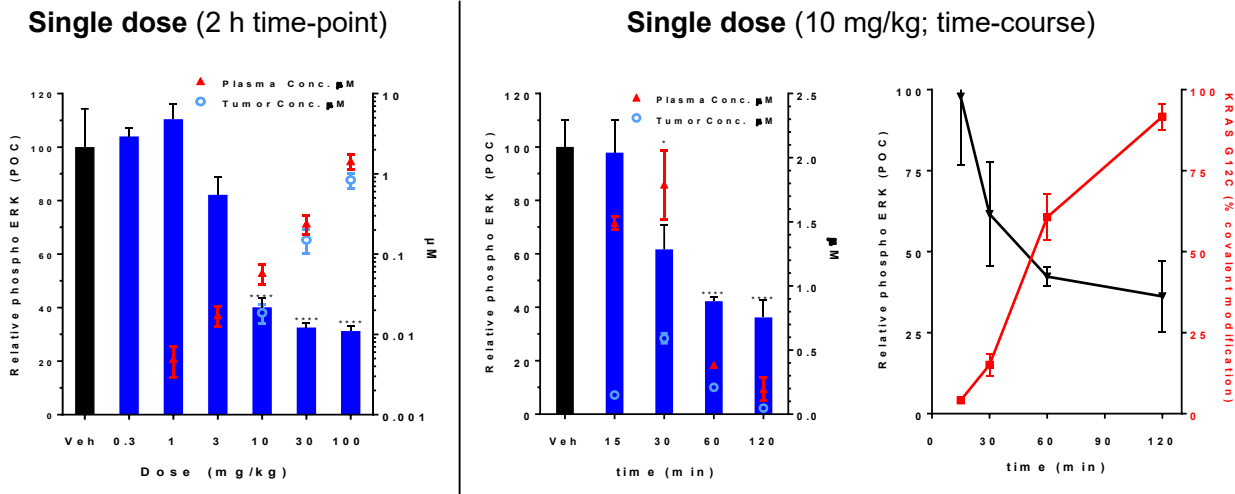 Single dose (2 h time-point)
Single dose (10 mg/kg; time-course)
Plasma Conc. µM
Tumor Conc. µM
Relative phospho ERK (POC)
120
100
80
60
40
20
0
10
1
0.1
0.01
0.001
µM
****
****
****
Veh 0.3 1 3 10 30 100
Dose (mg/kg)
Plasma Conc. µM
Tumor Conc. µM
Relative phospho ERK (POC)
120
100
80
60
40
20
0
2.5
2.0
1.5
1.0
0.5
0.0
µM
*
****
****
Veh 15 30 60 120
time (min)
Relative phospho ERK (POC)
100
75
50
25
0
100
75
50
25
0
KRAS G12C (% covalent modification)
0 30 60 90 120
time (min)